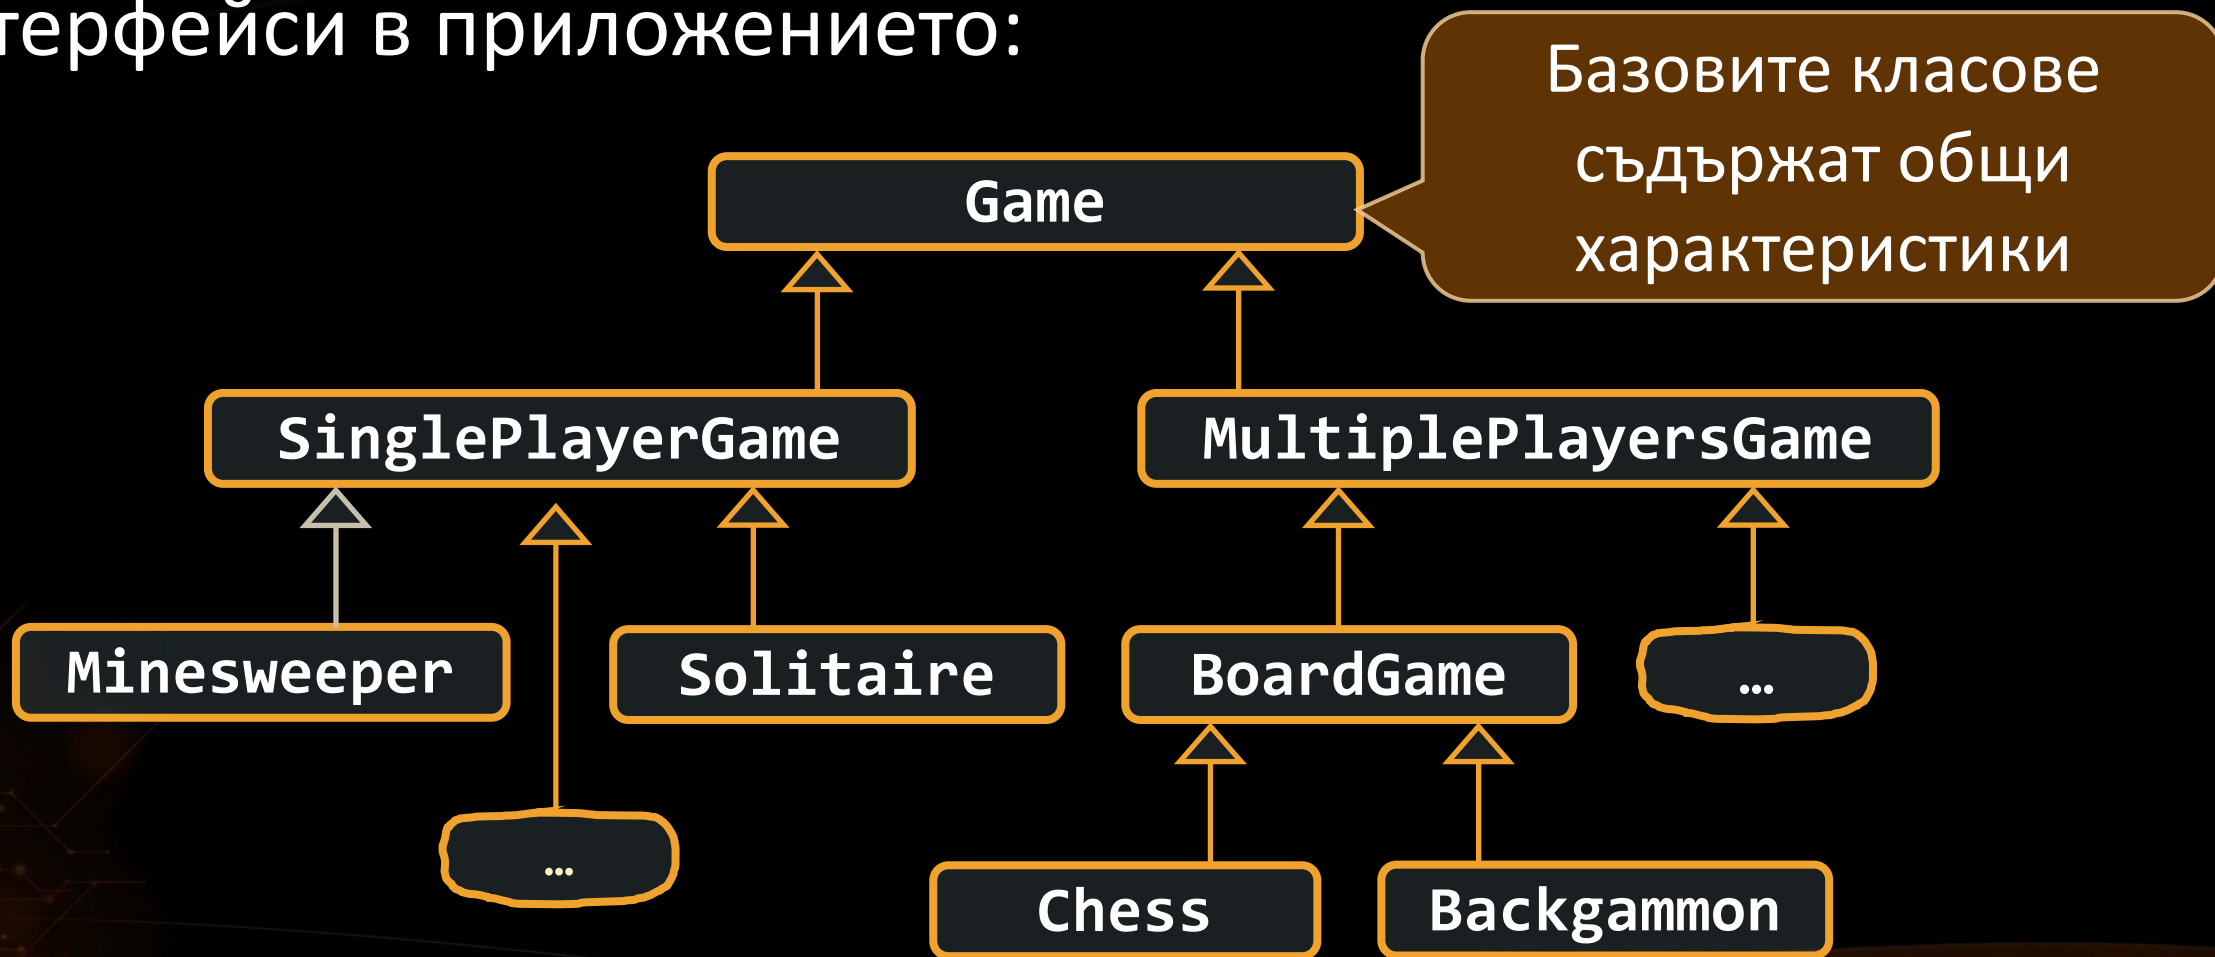 терфейси в приложението:
Базовите класове
съдържат общи
характеристики
Game
SinglePlayerGame
MultiplePlayersGame
Minesweeper
Solitaire
BoardGame
…
…
Chess
Backgammon